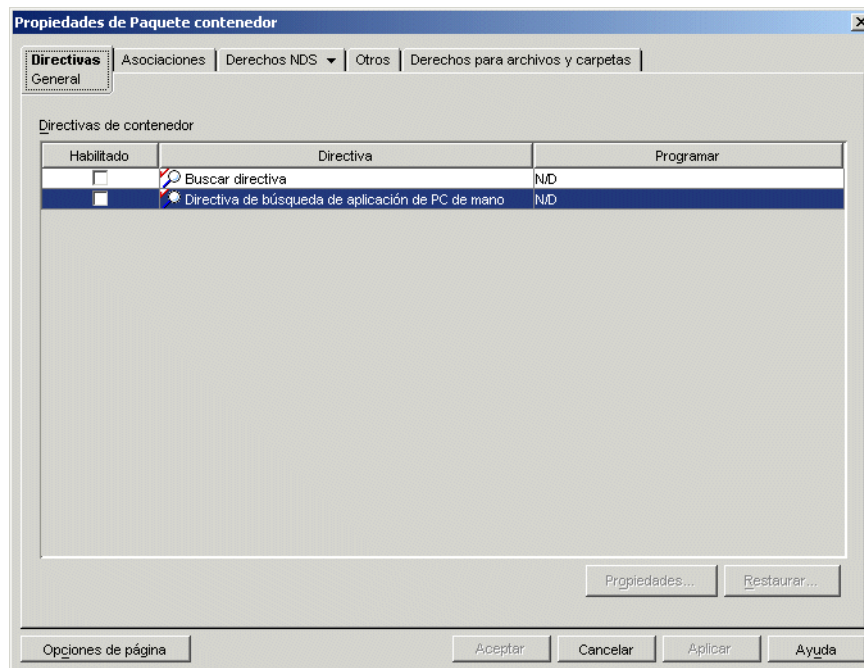 Propiedades de Paquete contenedor
Directivas Asociaciones Derechos NDS Otros Derechos para archivos y carpetas
General
Directivas de contenedor
Habilitado Directiva Programar
Buscar directiva N/D
Directiva de búsqueda de aplicación de PC de mano N/D
Propiedades... Restaurar...
Opciones de página Aceptar Cancelar Aplicar Ayuda